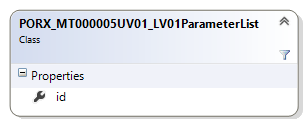 PORX_MT000005UV01_LV01ParameterList
Class
Properties
id